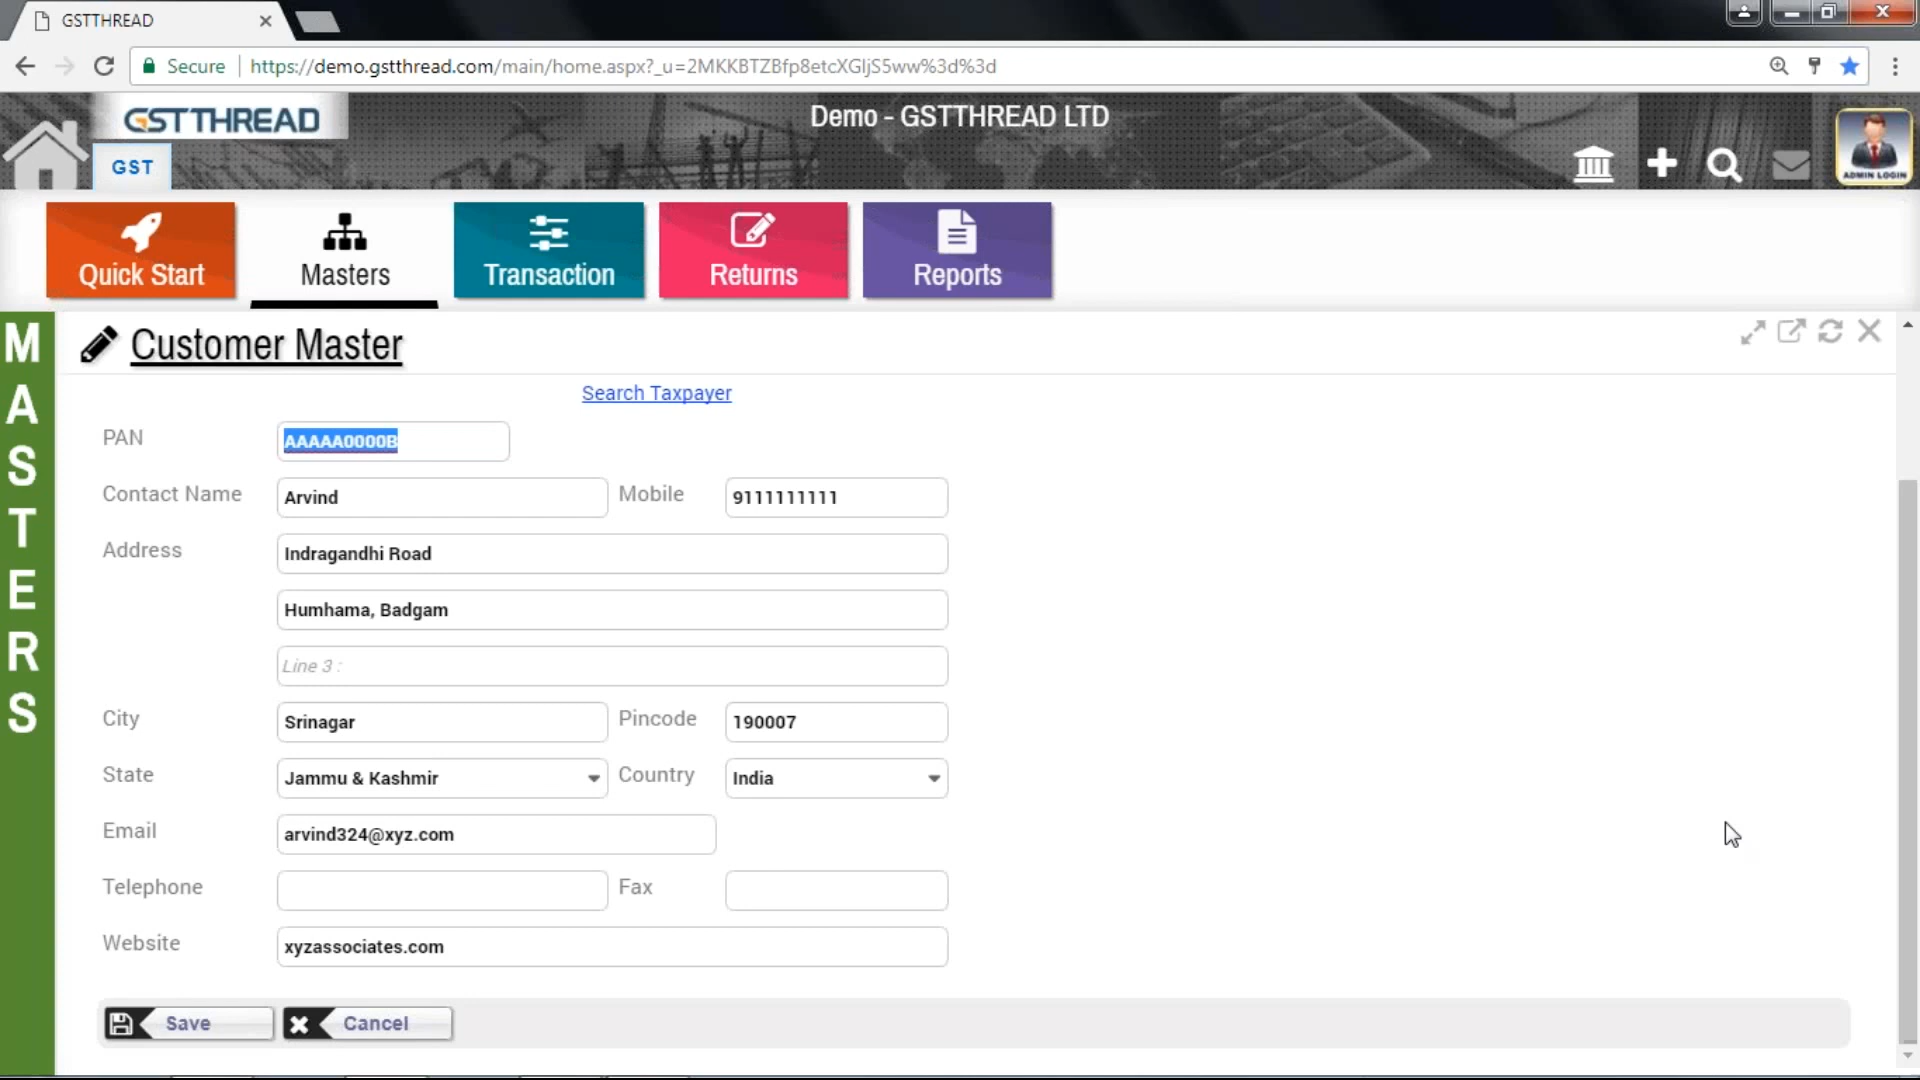 GSTTHREAD
Secure https://demo.gstthread.com/main/home.aspx?_u=2MKKBTZBfp8etcXGIjS5ww%3d%3d
GSTTHREAD
Demo - GSTTHREAD LTD
GST
ADMIN LOGIN
Quick Start
Masters
Transaction
Returns
Reports
MASTERS
Customer Master
Search Taxpayer
PAN AAAAA0000B
Contact Name Arvind Mobile 9111111111
Address Indragandhi Road
Humhama, Badgam
Line 3 :
City Srinagar Pincode 190007
State Jammu & Kashmir Country India
Email arvind324@xyz.com
Telephone Fax
Website xyzassociates.com
Save Cancel